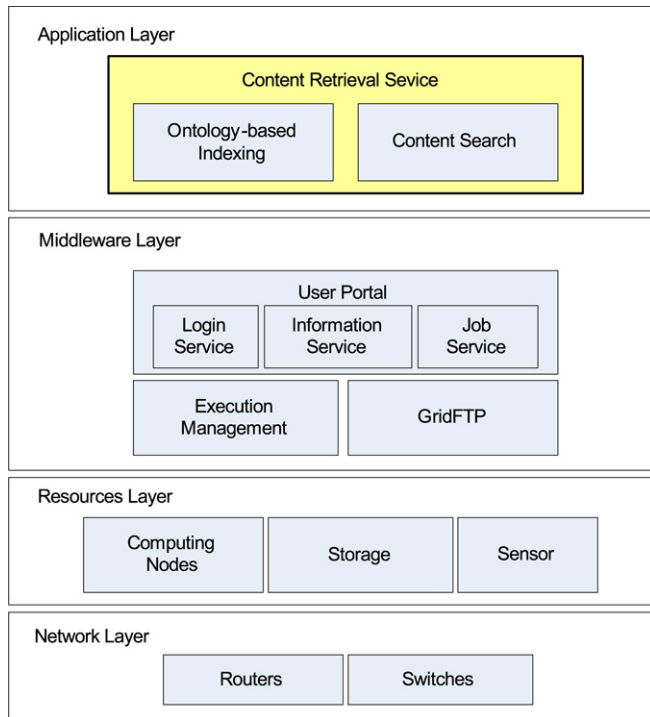 Application Layer
Content Retrieval Sevice
Ontology-based
Indexing
Content Search
Middleware Layer
User Portal
Login
Service
Information
Service
Job
Service
Execution
Management
GridFTP
Resources Layer
Computing
Nodes
Storage
Sensor
Network Layer
Routers
Switches